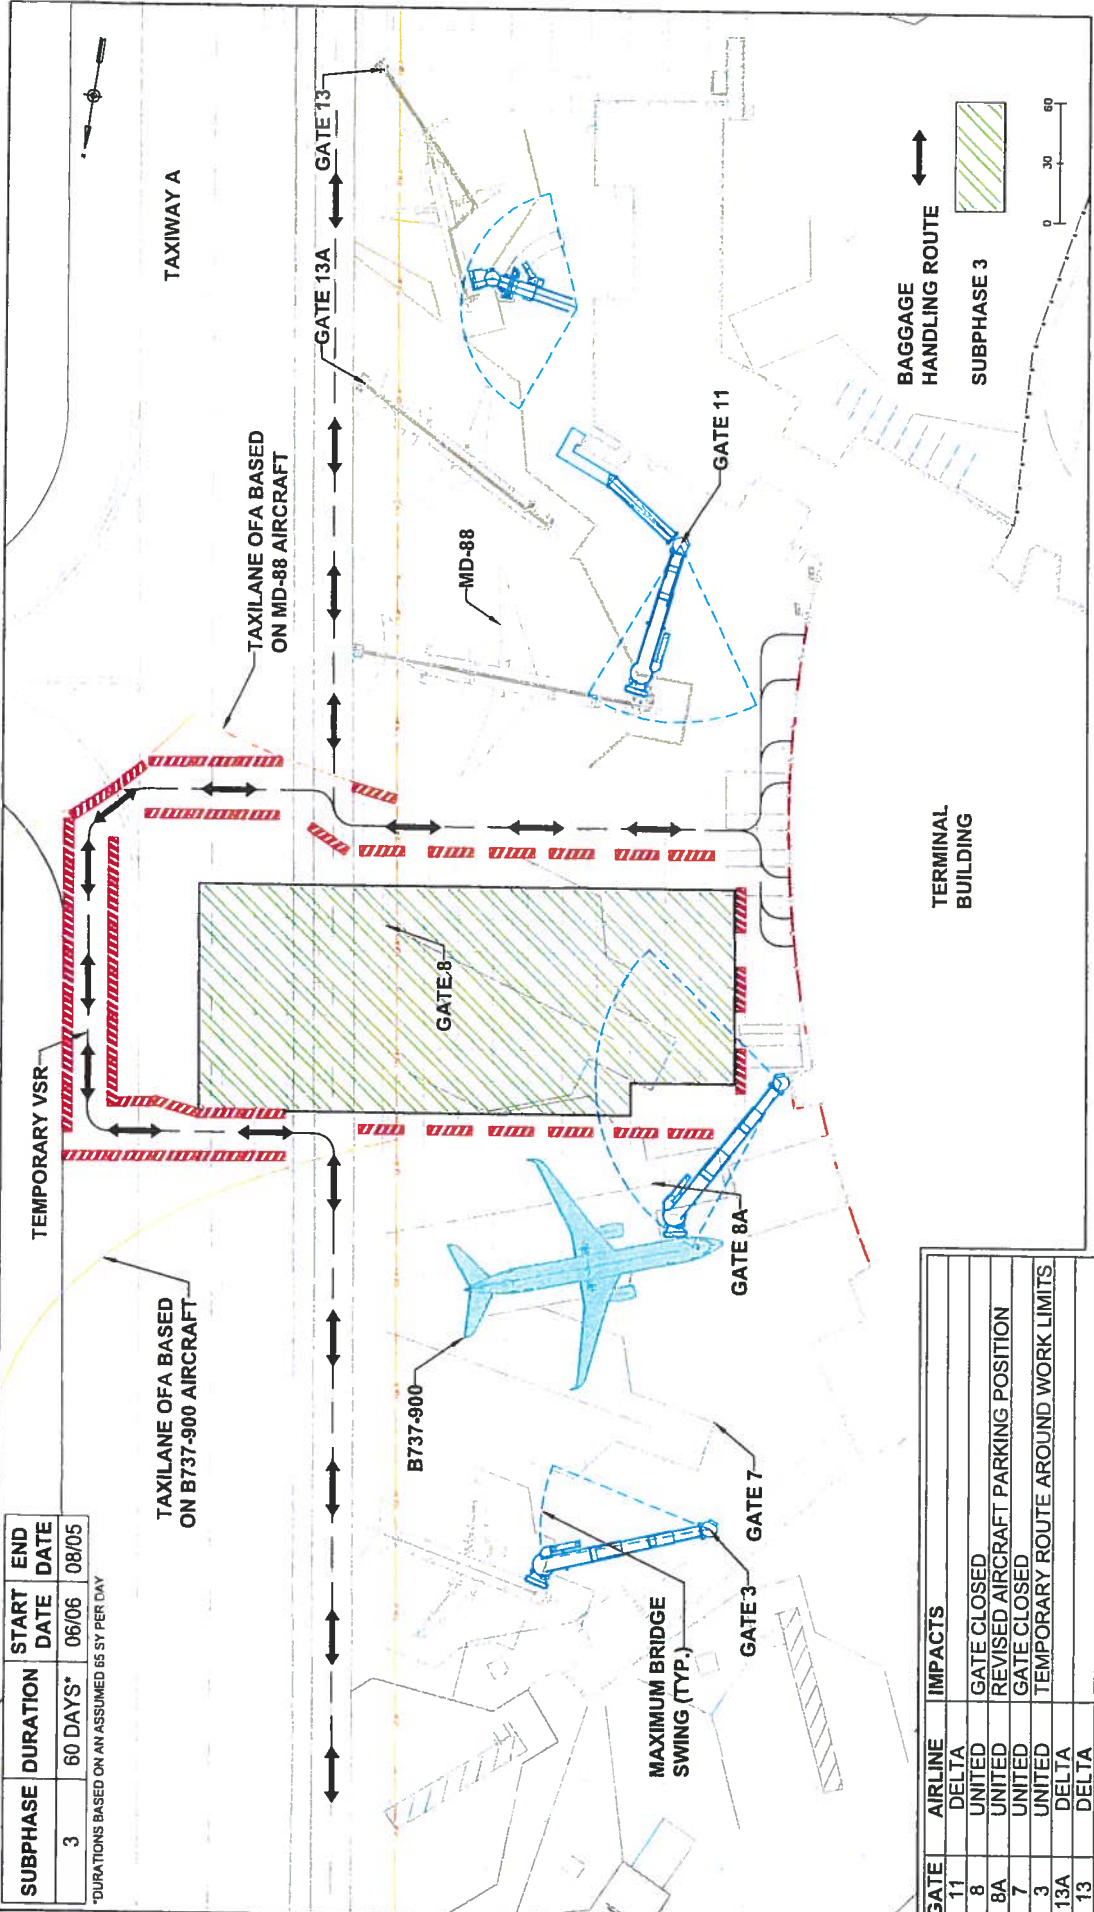 SUBPHASE DURATION START DATE END DATE
3 60 DAYS* 06/06 08/05
*DURATIONS BASED ON AN ASSUMED 65 SY PER DAY
TAXIWAY A
TEMPORARY VSR
TAXILANE OFA BASED
ON B737-900 AIRCRAFT
TAXILANE OFA BASED
ON MD-88 AIRCRAFT
GATE 13A
GATE 13
B737-900
GATE 8
MD-88
MAXIMUM BRIDGE
SWING (TYP.)
GATE 3
GATE 7
GATE 8A
GATE 11
TERMINAL
BUILDING
BAGGAGE
HANDLING ROUTE
SUBPHASE 3
0 30 60
GATE AIRLINE IMPACTS
11 DELTA
8 UNITED GATE CLOSED
8A UNITED REVISED AIRCRAFT PARKING POSITION
7 UNITED GATE CLOSED
3 UNITED TEMPORARY ROUTE AROUND WORK LIMITS
13A DELTA
13 DELTA